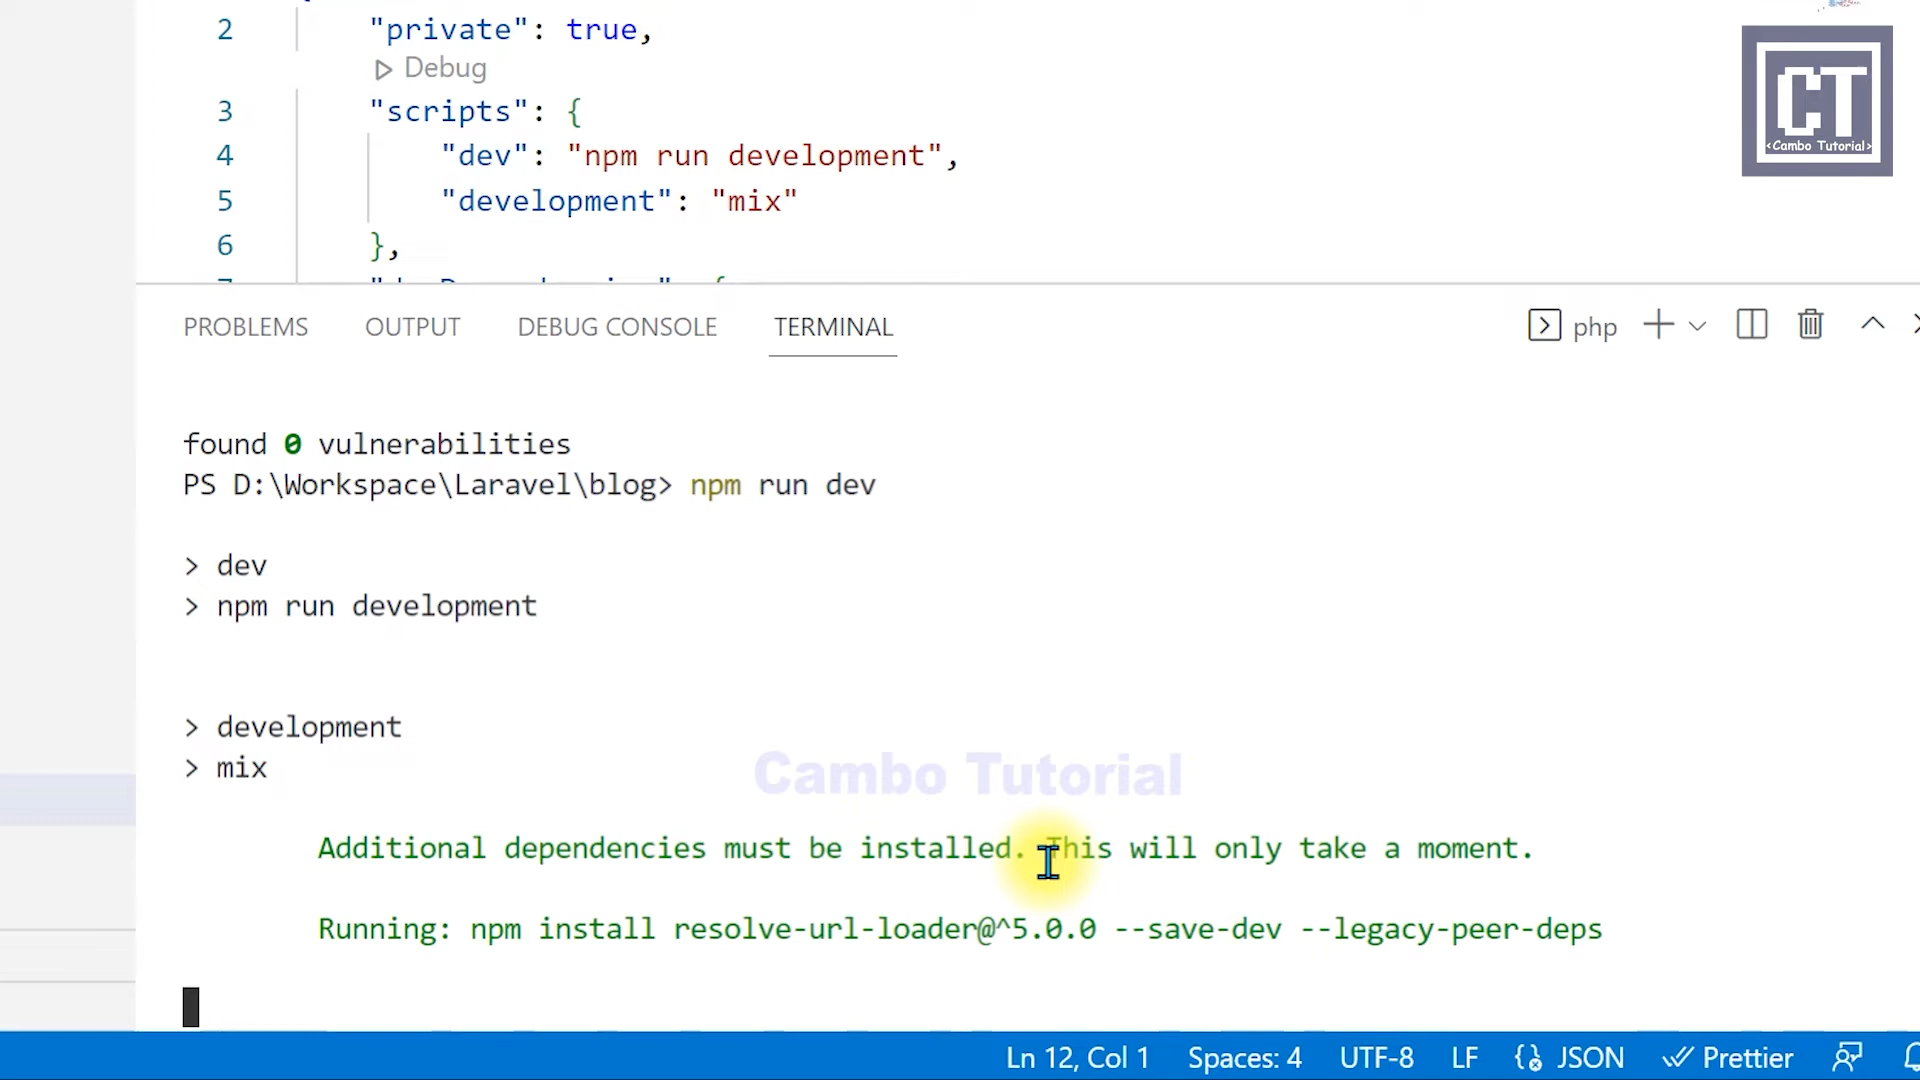 2 "private": true,
Debug
3 "scripts": {
4 "dev": "npm run development",
5 "development": "mix"
6 },
CT
<Cambo Tutorial>
PROBLEMS OUTPUT DEBUG CONSOLE TERMINAL php
found 0 vulnerabilities
PS D:\Workspace\Laravel\blog> npm run dev
> dev
> npm run development
> development
> mix
Cambo Tutorial
Additional dependencies must be installed. This will only take a moment.
Running: npm install resolve-url-loader@^5.0.0 --save-dev --legacy-peer-deps
Ln 12, Col 1 Spaces: 4 UTF-8 LF JSON Prettier